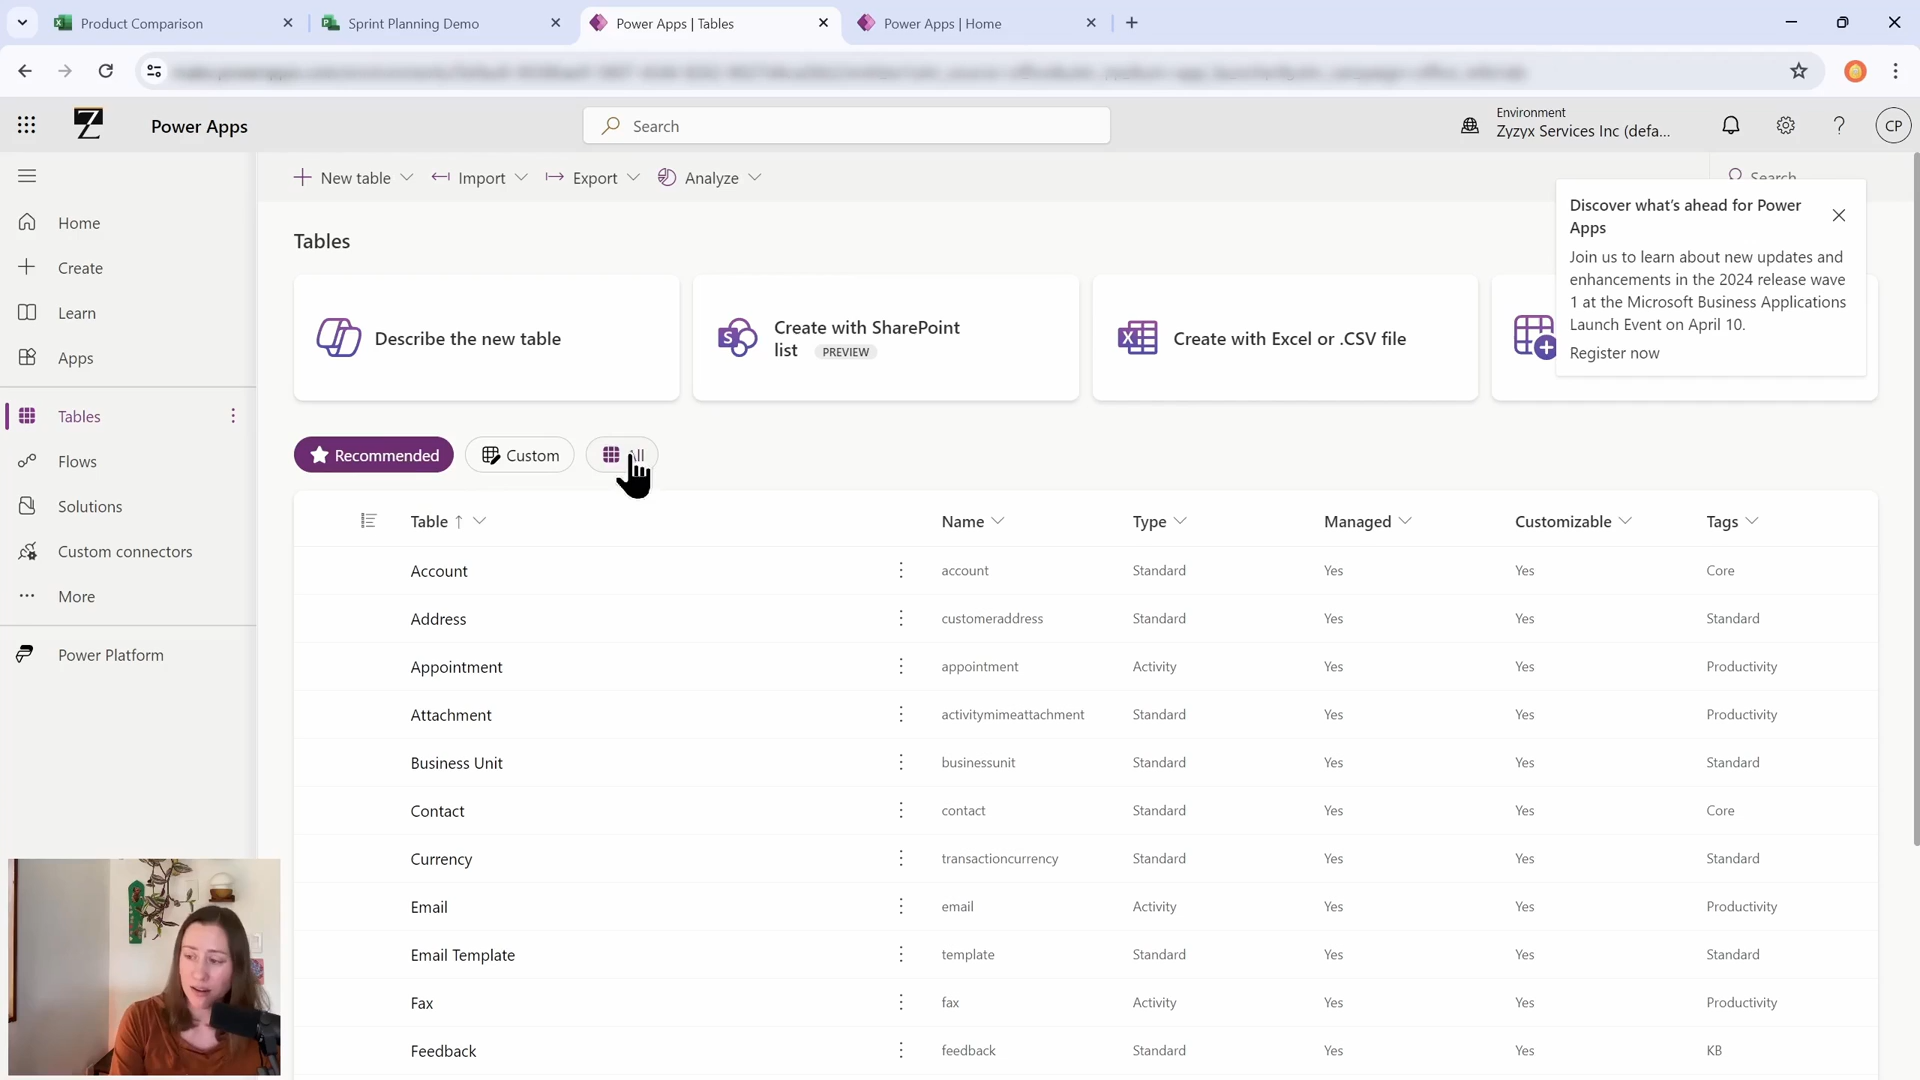 Product Comparison
Sprint Planning Demo
Power Apps | Tables
Power Apps | Home
Power Apps
Search
Environment
Zyzyx Services Inc (defa...
CP
New table
Import
Export
Analyze
Search
Home
Create
Learn
Apps
Tables
Flows
Solutions
Custom connectors
More
Power Platform
Tables
Describe the new table
Create with SharePoint
list PREVIEW
Create with Excel or .CSV file
Discover what's ahead for Power
Apps
Join us to learn about new updates and
enhancements in the 2024 release wave
1 at the Microsoft Business Applications
Launch Event on April 10.
Register now
Recommended
Custom
All
Table Name Type Managed Customizable Tags
Account account Standard Yes Yes Core
Address customeraddress Standard Yes Yes Standard
Appointment appointment Activity Yes Yes Productivity
Attachment activitymimeattachment Standard Yes Yes Productivity
Business Unit businessunit Standard Yes Yes Standard
Contact contact Standard Yes Yes Core
Currency transactioncurrency Standard Yes Yes Standard
Email email Activity Yes Yes Productivity
Email Template template Standard Yes Yes Standard
Fax fax Activity Yes Yes Productivity
Feedback feedback Standard Yes Yes KB